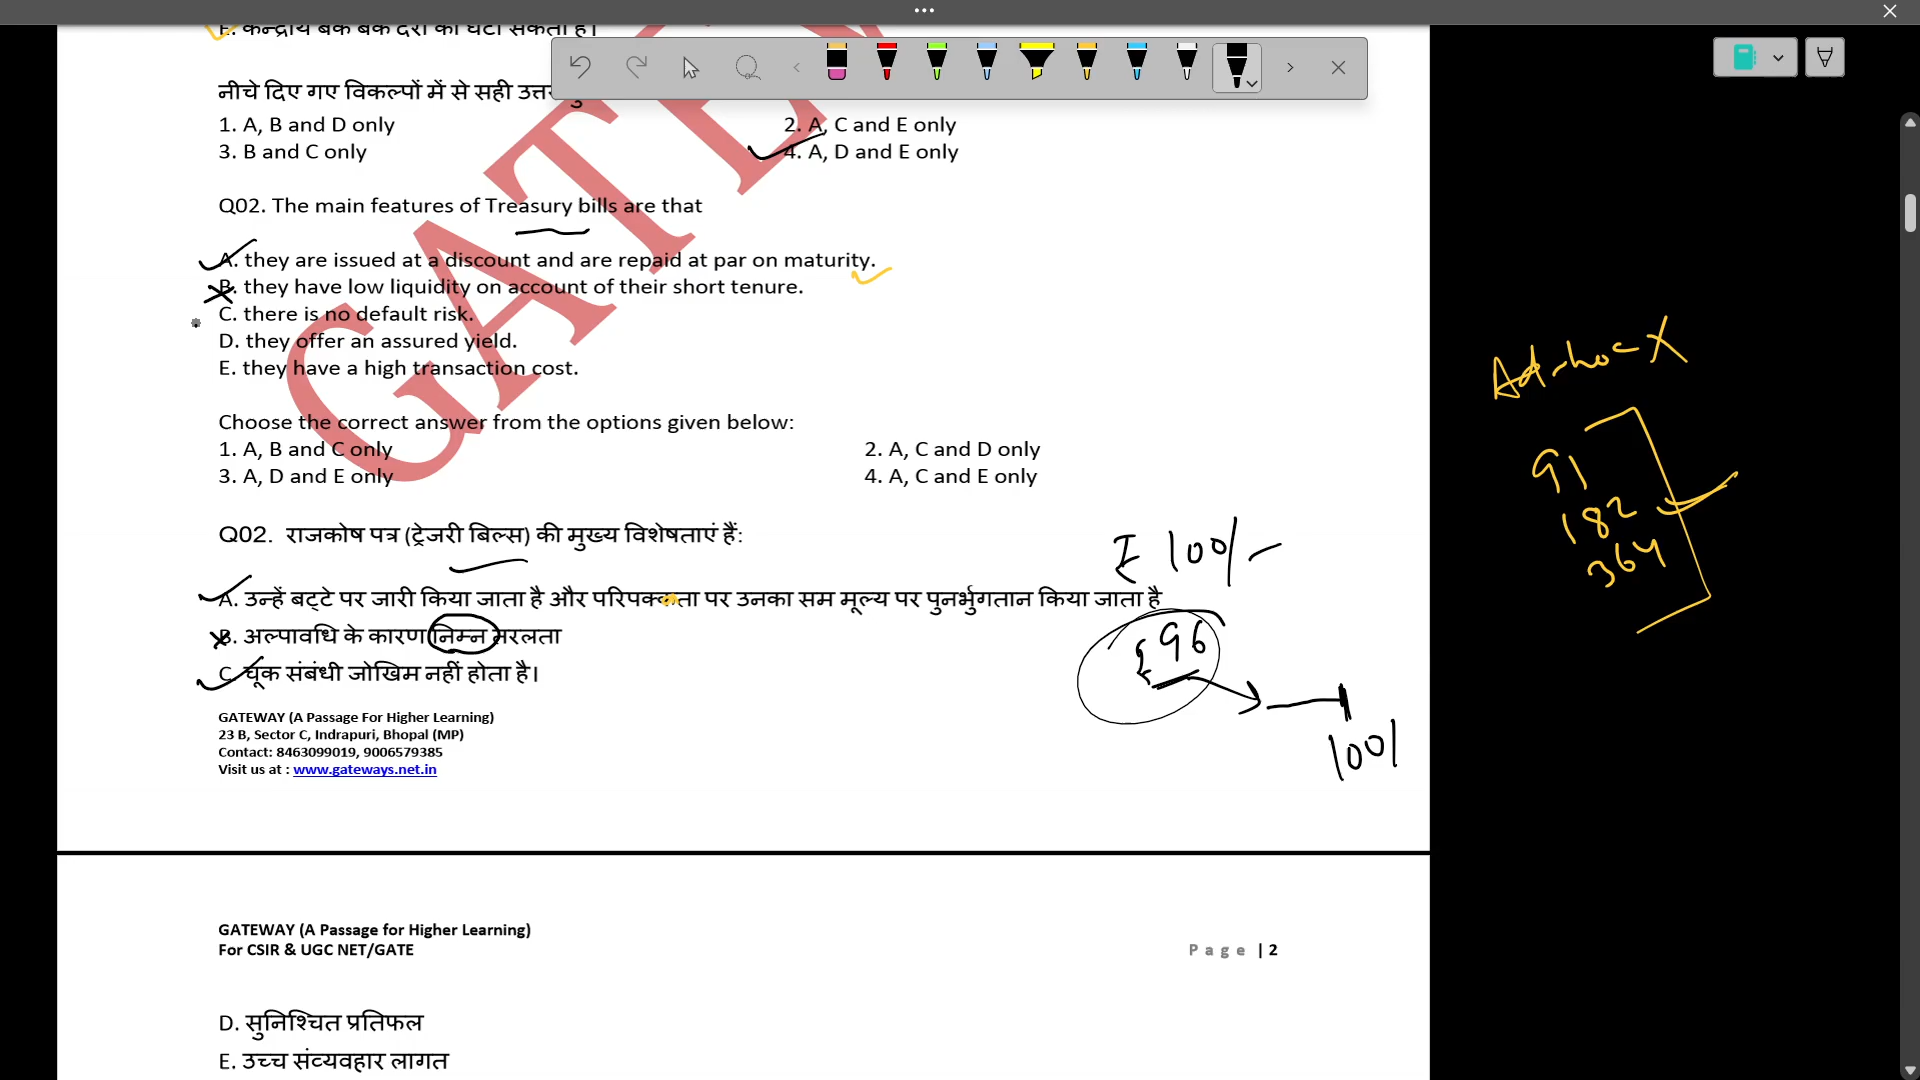 E. केन्द्रीय बैंक बैंक दरों को घटा सकता है।
नीचे दिए गए विकल्पों में से सही उत्तर
1. A, B and D only
2. A, C and E only
3. B and C only
4. A, D and E only
Q02. The main features of Treasury bills are that
A. they are issued at a discount and are repaid at par on maturity.
B. they have low liquidity on account of their short tenure.
C. there is no default risk.
D. they offer an assured yield.
E. they have a high transaction cost.
Choose the correct answer from the options given below:
1. A, B and C only
2. A, C and D only
3. A, D and E only
4. A, C and E only
Q02. राजकोष पत्र (ट्रेजरी बिल्स) की मुख्य विशेषताएं हैं:
A. उन्हें बट्टे पर जारी किया जाता है और परिपक्कता पर उनका सम मूल्य पर पुनर्भुगतान किया जाता है
B. अल्पावधि के कारण निम्न तरलता
C. चूक संबंधी जोखिम नहीं होता है।
GATEWAY (A Passage For Higher Learning)
23 B, Sector C, Indrapuri, Bhopal (MP)
Contact: 8463099019, 9006579385
Visit us at : www.gateways.net.in
GATEWAY (A Passage for Higher Learning)
For CSIR & UGC NET/GATE
Page | 2
D. सुनिश्चित प्रतिफल
E. उच्च संव्यवहार लागत
Ad-hoc X
91
182
364
₹ 100/-
₹ 96
100/
GATE